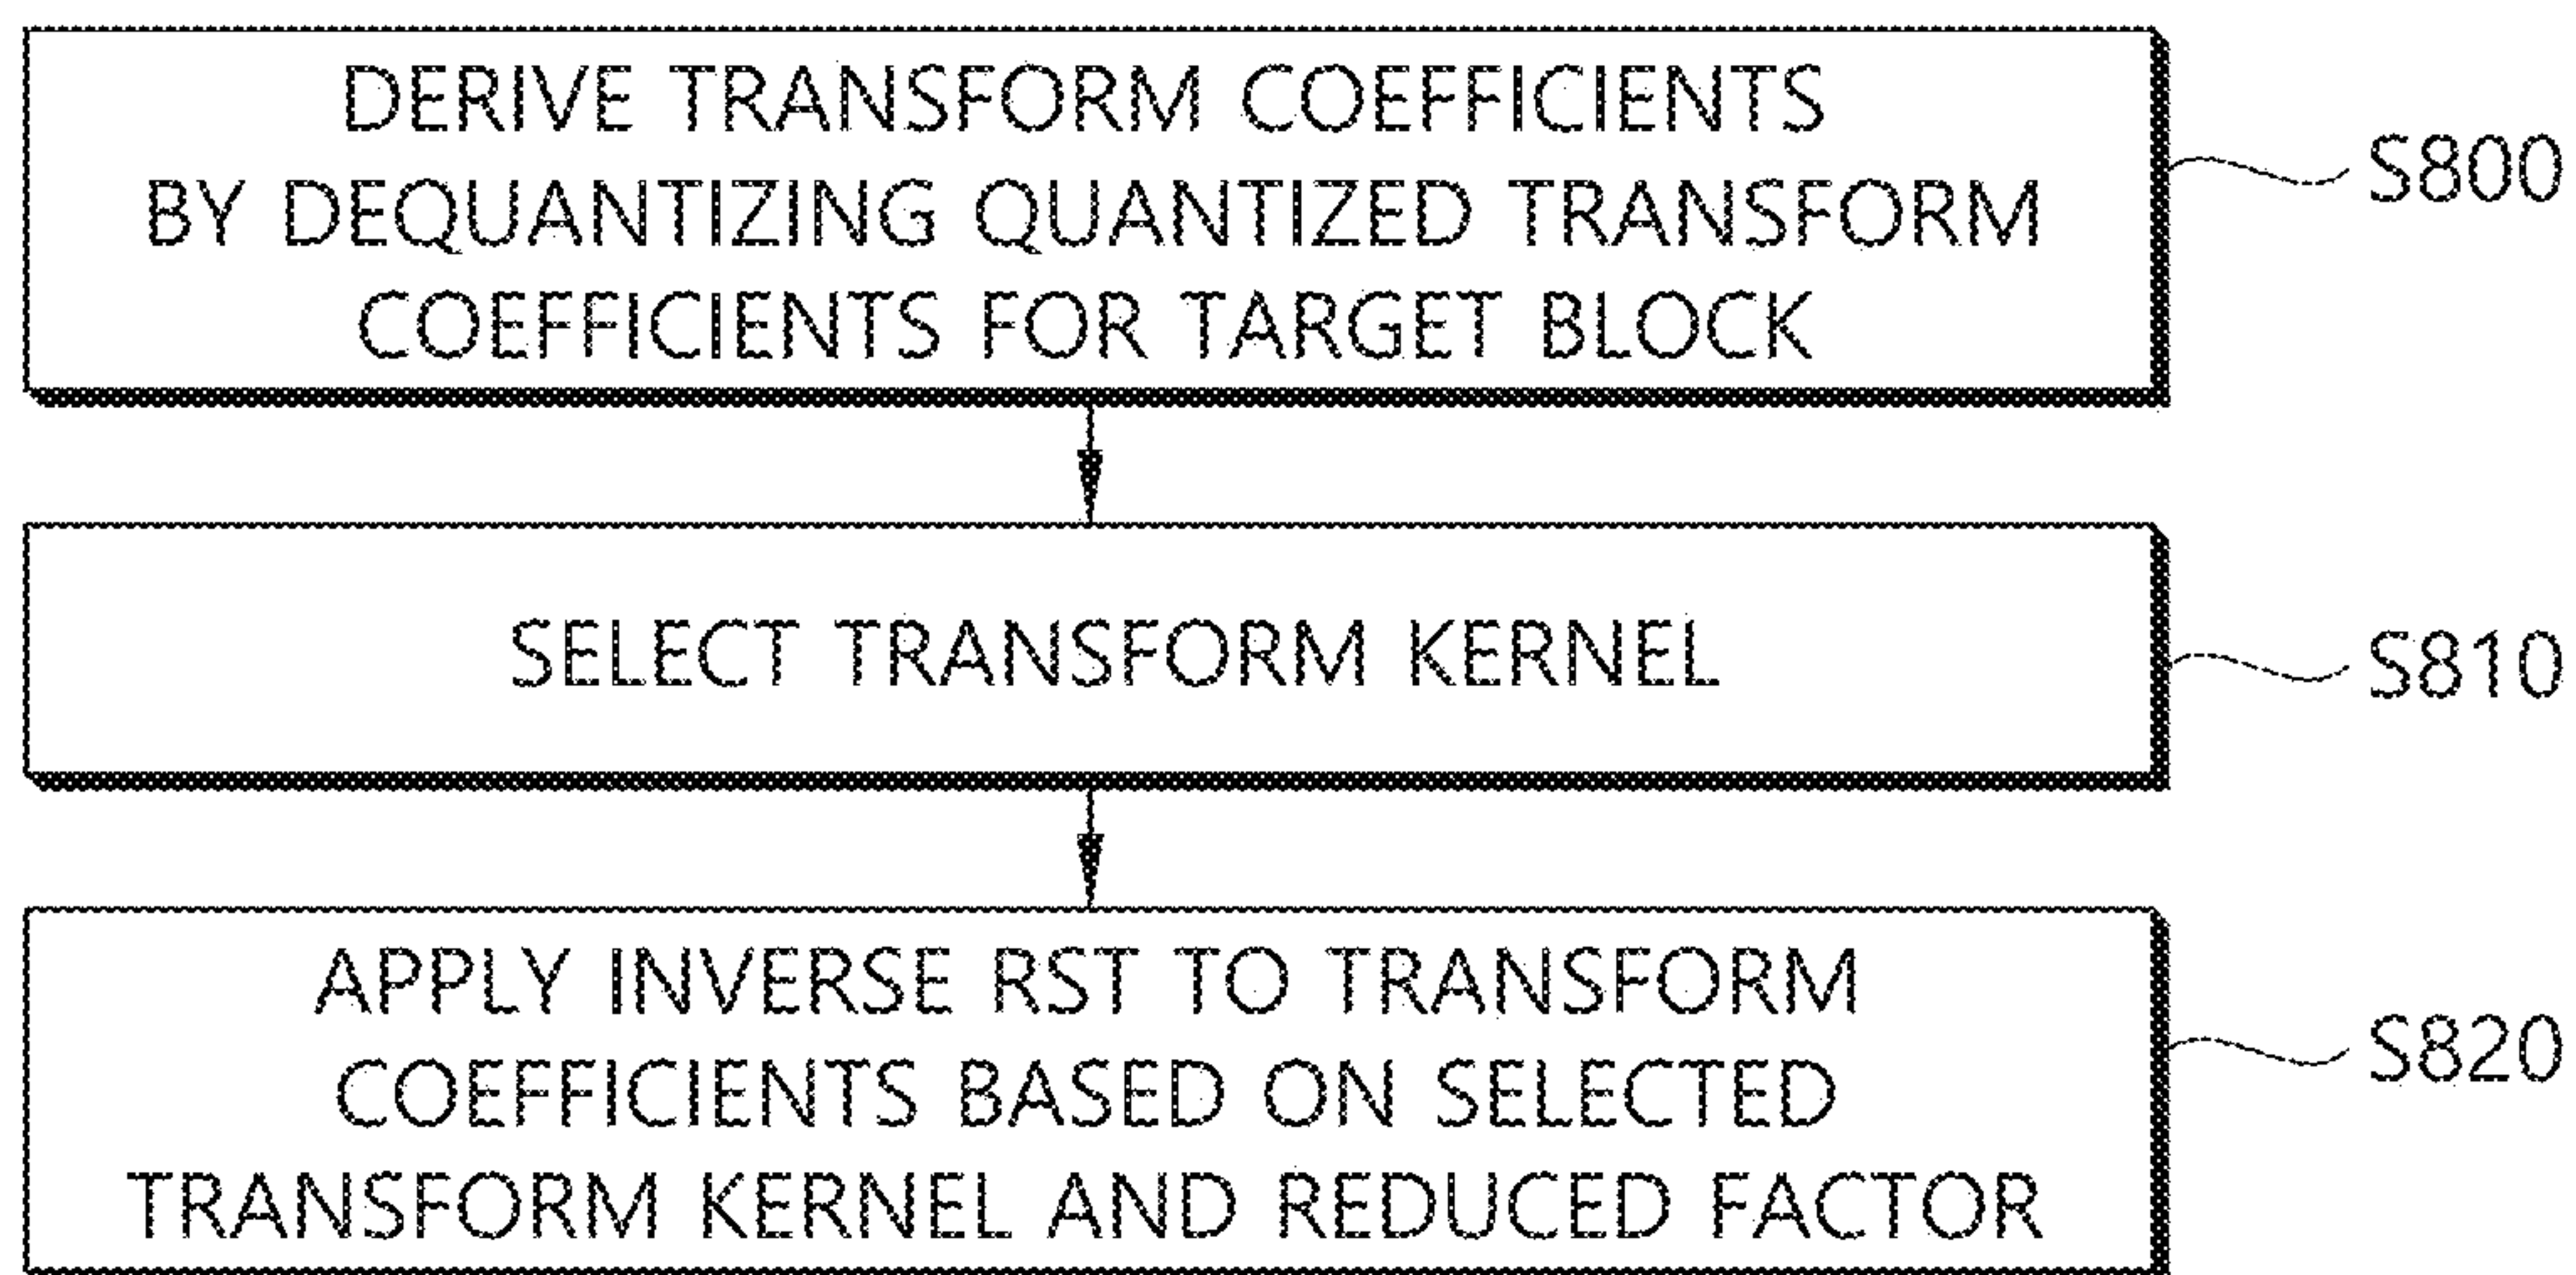 DERIVE TRANSFORM COEFFICIENTS
BY DEQUANTIZING QUANTIZED TRANSFORM
COEFFICIENTS FOR TARGET BLOCK
S800
SELECT TRANSFORM KERNEL
S810
APPLY INVERSE RST TO TRANSFORM
COEFFICIENTS BASED ON SELECTED
TRANSFORM KERNEL AND REDUCED FACTOR
S820